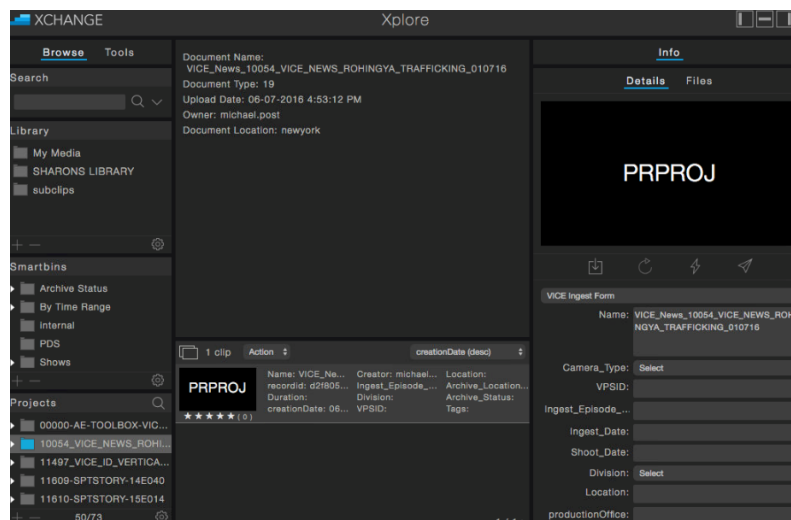 XCHANGE
Xplore
Browse Tools
Search
Library
My Media
SHARONS LIBRARY
subclips
Smartbins
Archive Status
By Time Range
Internal
PDS
Shows
Projects
00000-AE-TOOLBOX-VIC...
10054_VICE_NEWS_ROHI...
11497_VICE_ID_VERTICA...
11609-SPTSTORY-14E040
11610-SPTSTORY-15E014
50/73
Document Name:
VICE_News_10054_VICE_NEWS_ROHINGYA_TRAFFICKING_010716
Document Type: 19
Upload Date: 06-07-2016 4:53:12 PM
Owner: michael.post
Document Location: newyork
1 clip Action creationDate (desc)
PRPROJ
★★★★★(0)
Name: VICE_Ne... Creator: michael... Location:
recordid: d2f805... Ingest_Episode_... Archive_Location...
Duration: Division: Archive_Status:
creationDate: 06... VPSID: Tags:
Info
Details Files
PRPROJ
VICE Ingest Form
Name: VICE_News_10054_VICE_NEWS_ROHI
NGYA_TRAFFICKING_010716
Camera_Type: Select
VPSID:
Ingest_Episode_...
Ingest_Date:
Shoot_Date:
Division: Select
Location:
productionOffice: